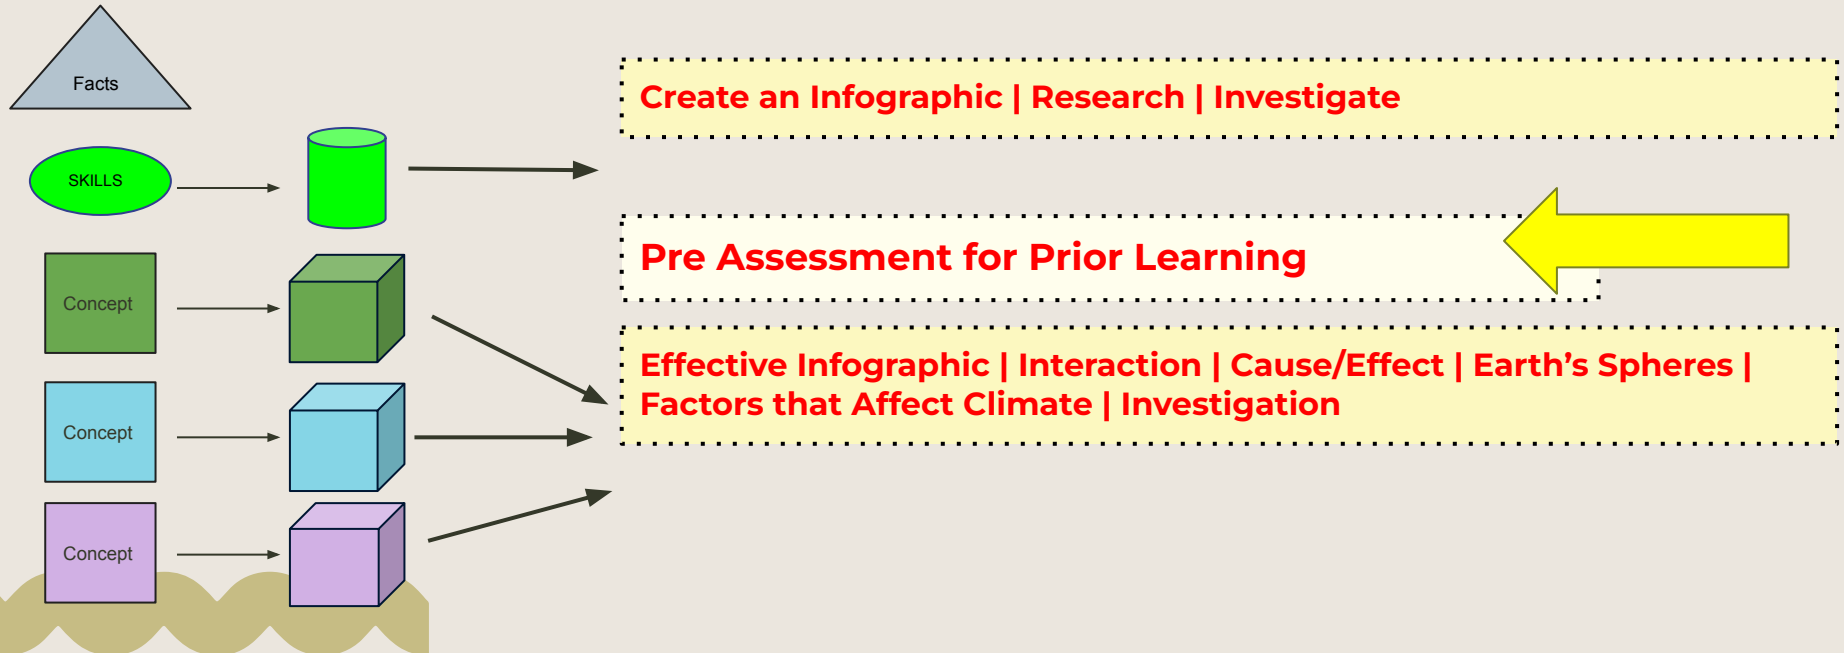 Facts
Create an Infographic | Research | Investigate
SKILLS
Pre Assessment for Prior Learning
Concept
Effective Infographic | Interaction | Cause/Effect | Earth’s Spheres |
Factors that Affect Climate | Investigation
Concept
Concept